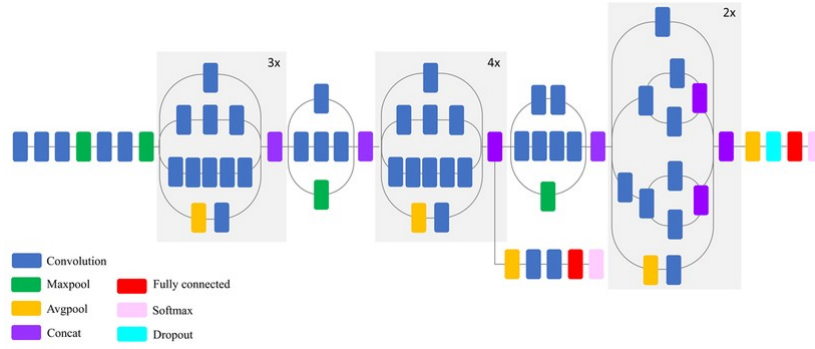 3x
4x
2x
Convolution
Maxpool
Fully connected
Avgpool
Softmax
Concat
Dropout